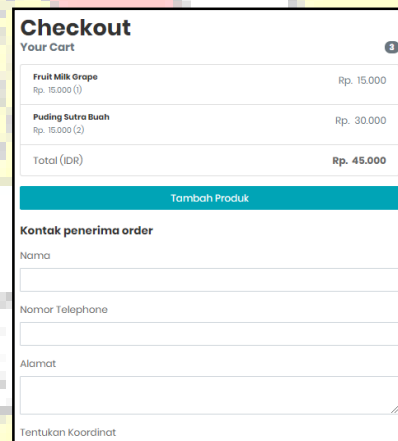 Checkout
Your Cart 3
Fruit Milk Grape Rp. 15.000
Rp. 15.000 (1)
Puding Sutra Buah Rp. 30.000
Rp. 15.000 (2)
Total (IDR) Rp. 45.000
Tambah Produk
Kontak penerima order
Nama
Nomor Telephone
Alamat
Tentukan Koordinat